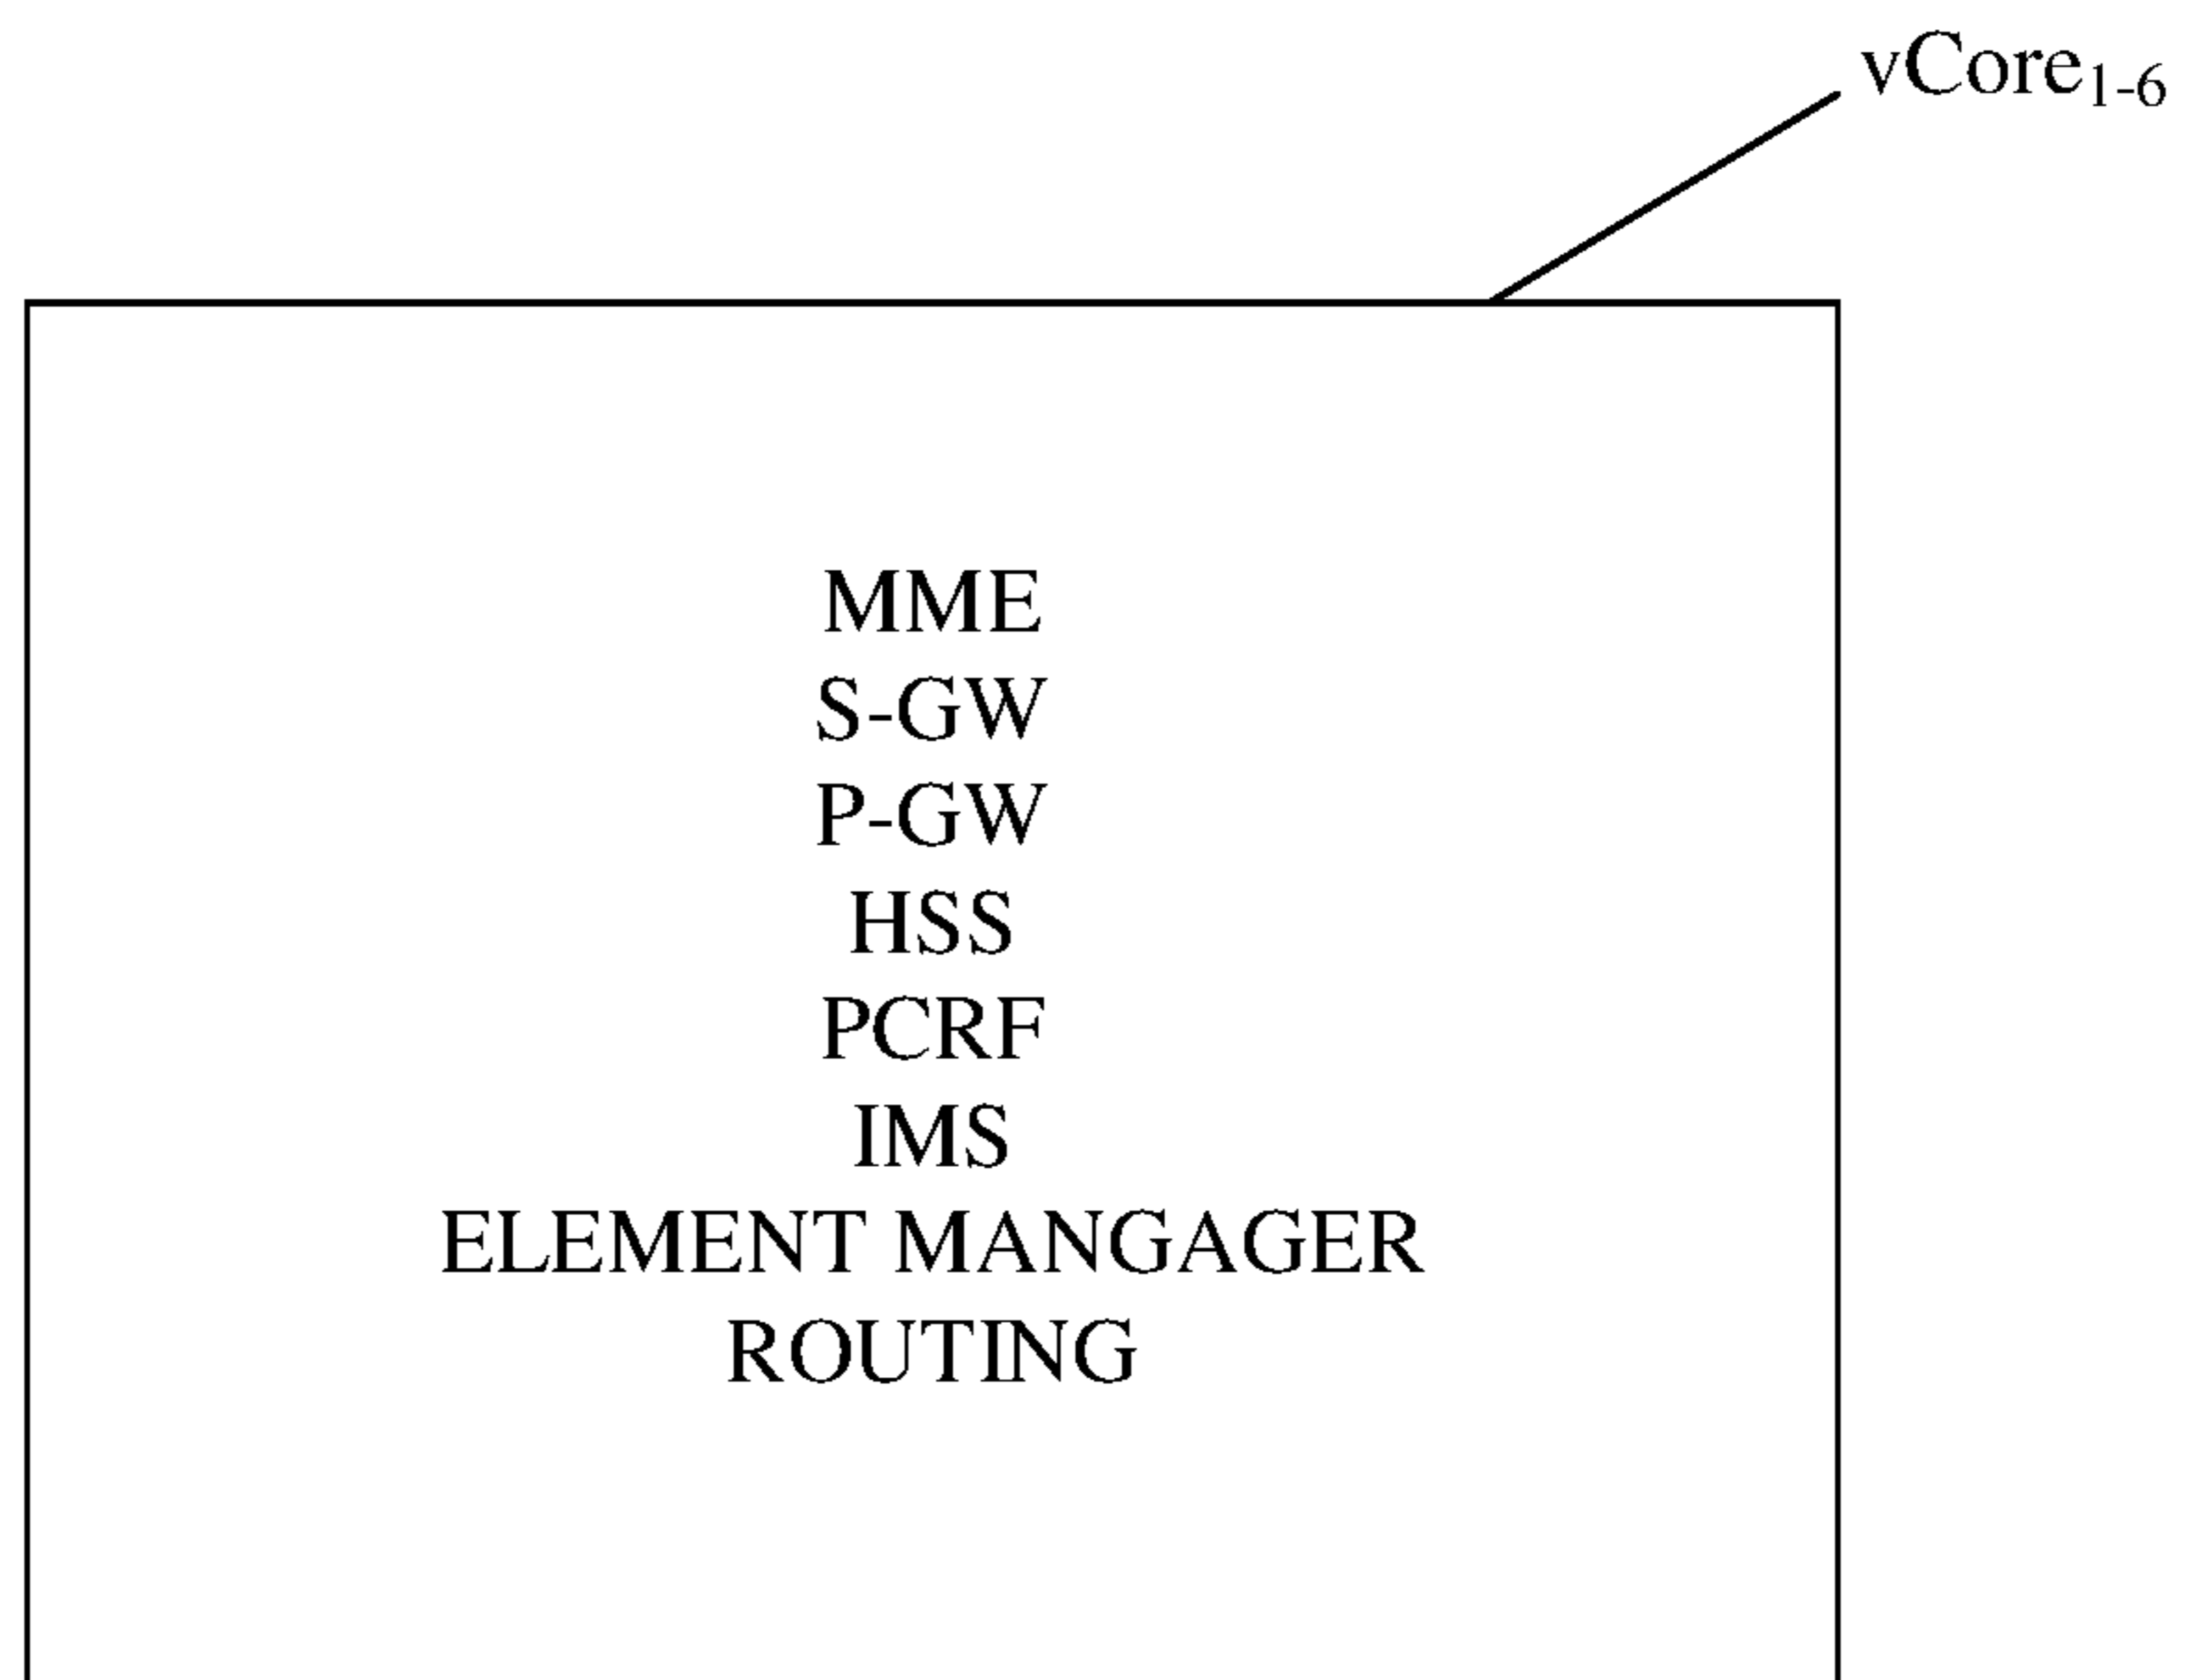 vCore1-6
MME
S-GW
P-GW
HSS
PCRF
IMS
ELEMENT MANGAGER
ROUTING